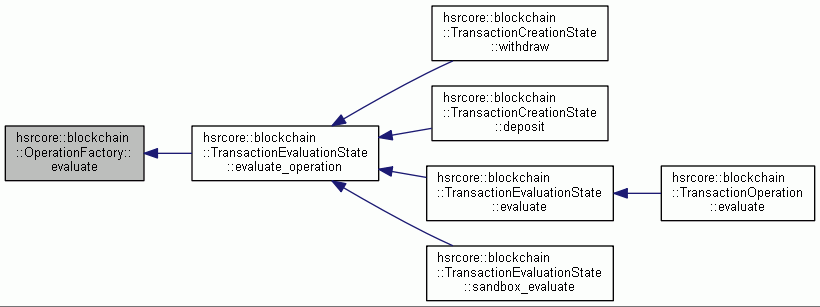 hsrcore::blockchain
::TransactionCreationState
::withdraw
hsrcore::blockchain
::TransactionCreationState
::deposit
hsrcore::blockchain
::OperationFactory::
evaluate
hsrcore::blockchain
::TransactionEvaluationState
::evaluate_operation
hsrcore::blockchain
::TransactionEvaluationState
::evaluate
hsrcore::blockchain
::TransactionOperation
::evaluate
hsrcore::blockchain
::TransactionEvaluationState
::sandbox_evaluate